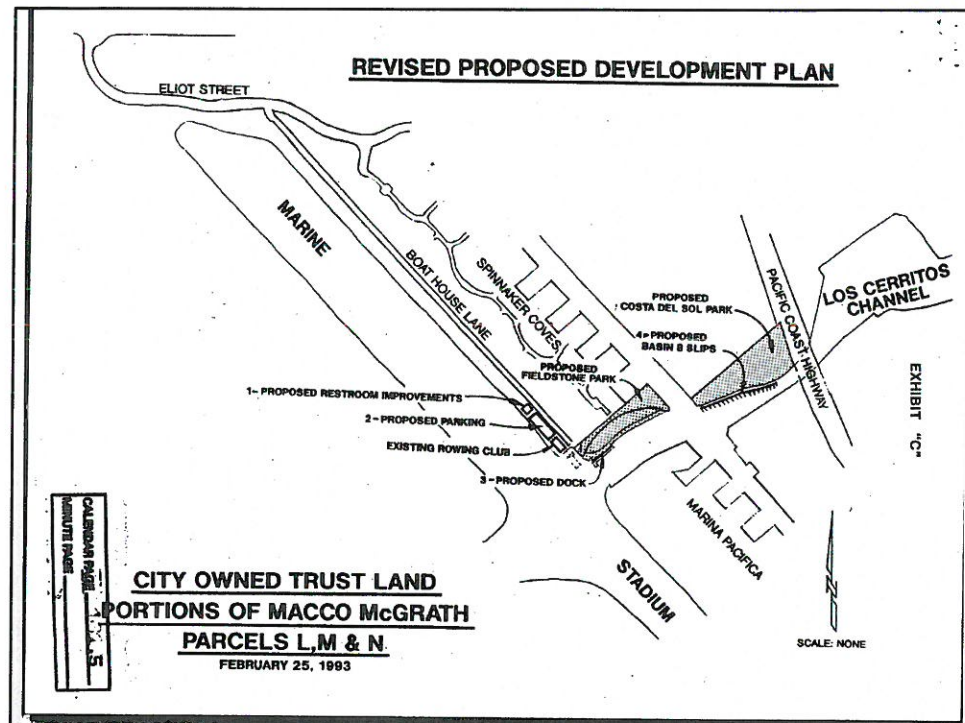 REVISED PROPOSED DEVELOPMENT PLAN
ELIOT STREET
MARINE
BOAT HOUSE LANE
SPINNAKER COVES
PROPOSED
COSTA DEL SOL PARK
4- PROPOSED
BASIN 8 SLIPS
PACIFIC COAST HIGHWAY
LOS CERRITOS
CHANNEL
PROPOSED
FIELDSTONE PARK
1- PROPOSED RESTROOM IMPROVEMENTS
2- PROPOSED PARKING
EXISTING ROWING CLUB
3- PROPOSED DOCK
EXHIBIT "C"
MARINA PACIFICA
STADIUM
N
SCALE: NONE
CALENDAR PAGE
MINUTE PAGE
CITY OWNED TRUST LAND
PORTIONS OF MACCO McGRATH
PARCELS L,M & N
FEBRUARY 25, 1993